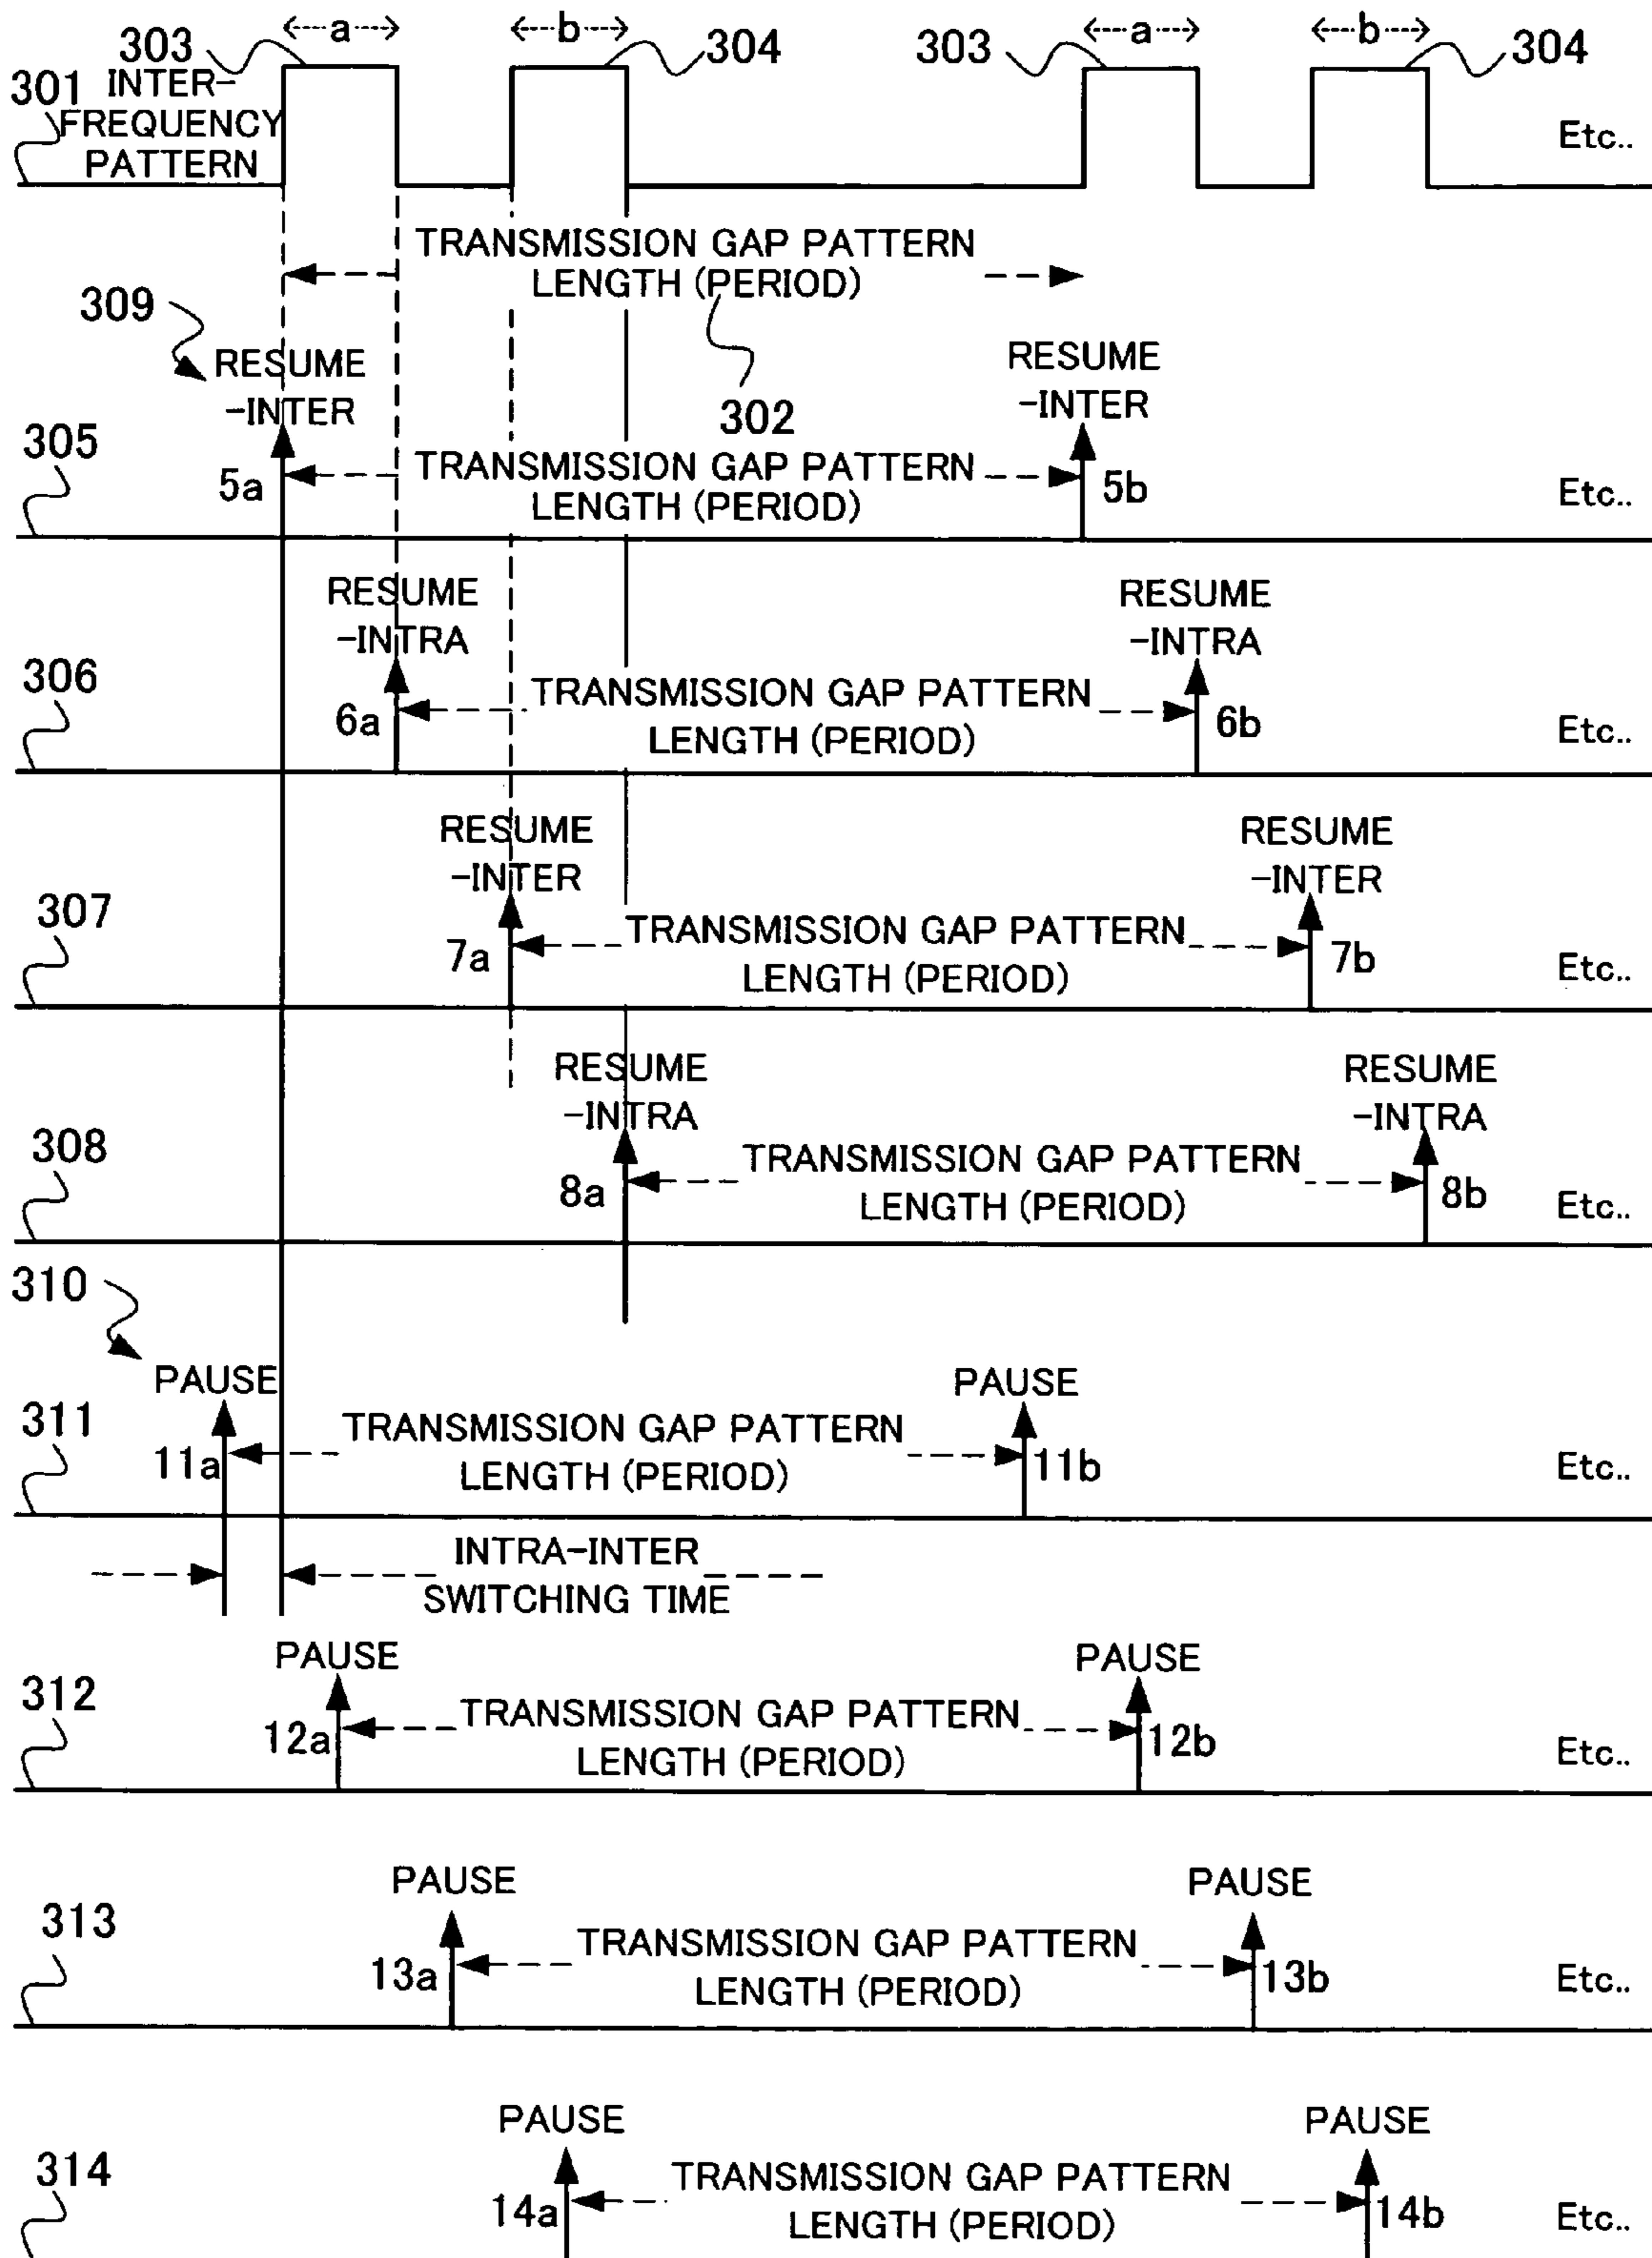 a b a b
303 304 303 304
301 INTER-
FREQUENCY
PATTERN
Etc..
TRANSMISSION GAP PATTERN
LENGTH (PERIOD)
309
302
RESUME
-INTER
RESUME
-INTER
305
5a
TRANSMISSION GAP PATTERN
LENGTH (PERIOD)
5b
Etc..
RESUME
-INTRA
RESUME
-INTRA
306
6a
TRANSMISSION GAP PATTERN
LENGTH (PERIOD)
6b
Etc..
RESUME
-INTER
RESUME
-INTER
307
7a
TRANSMISSION GAP PATTERN
LENGTH (PERIOD)
7b
Etc..
RESUME
-INTRA
RESUME
-INTRA
308
8a
TRANSMISSION GAP PATTERN
LENGTH (PERIOD)
8b
Etc..
310
PAUSE
PAUSE
311
11a
TRANSMISSION GAP PATTERN
LENGTH (PERIOD)
11b
Etc..
INTRA-INTER
SWITCHING TIME
PAUSE
PAUSE
312
12a
TRANSMISSION GAP PATTERN
LENGTH (PERIOD)
12b
Etc..
PAUSE
PAUSE
313
13a
TRANSMISSION GAP PATTERN
LENGTH (PERIOD)
13b
Etc..
PAUSE
PAUSE
314
14a
TRANSMISSION GAP PATTERN
LENGTH (PERIOD)
14b
Etc..